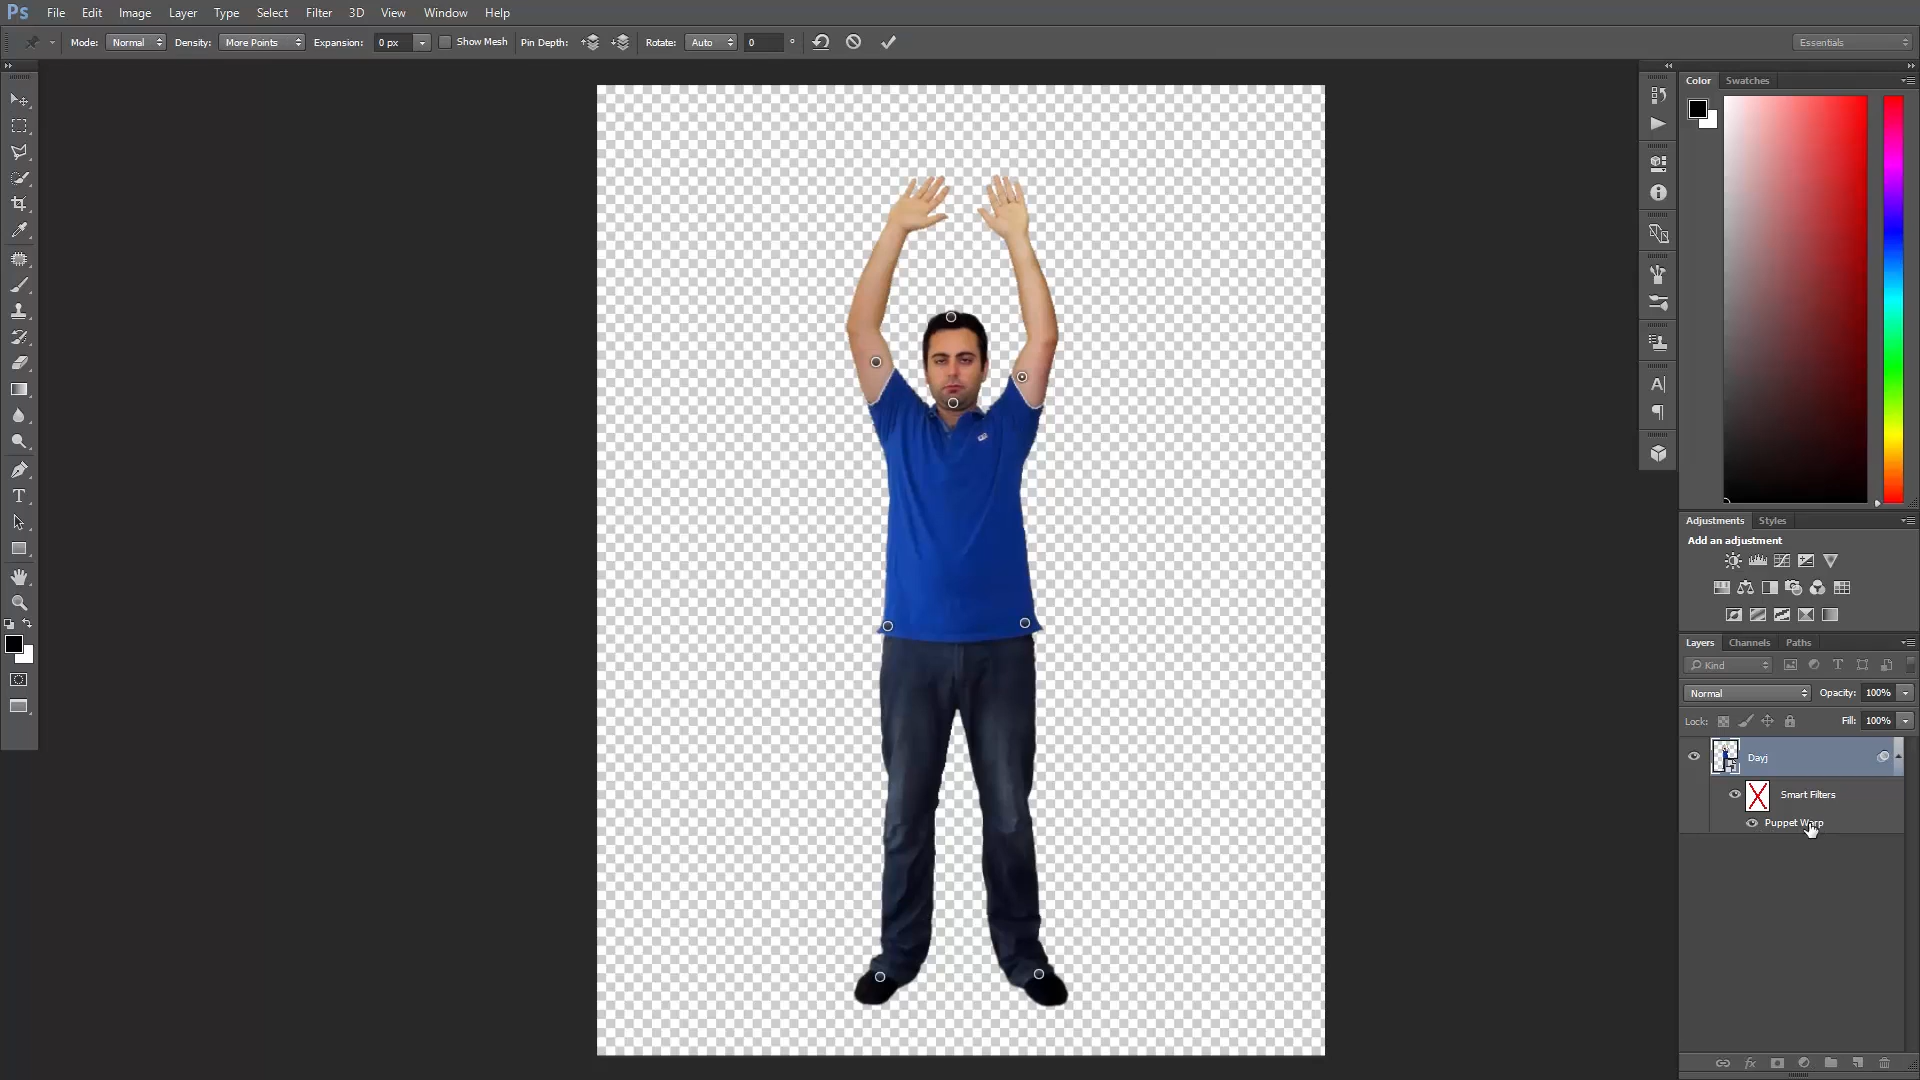 Ps File Edit Image Layer Type Select Filter 3D View Window Help
Mode: Normal Density: More Points Expansion: 0 px Show Mesh Pin Depth: Rotate: Auto 0 ° Essentials
Color Swatches
Adjustments Styles
Add an adjustment
Layers Channels Paths
Kind
Normal Opacity: 100%
Lock: Fill: 100%
Dayj
Smart Filters
Puppet Warp